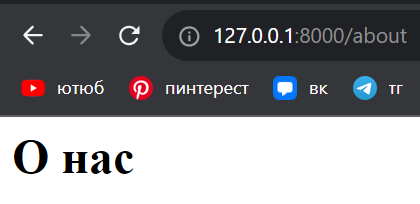 127.0.0.1:8000/about
ютюб пинтерест вк тг
О нас